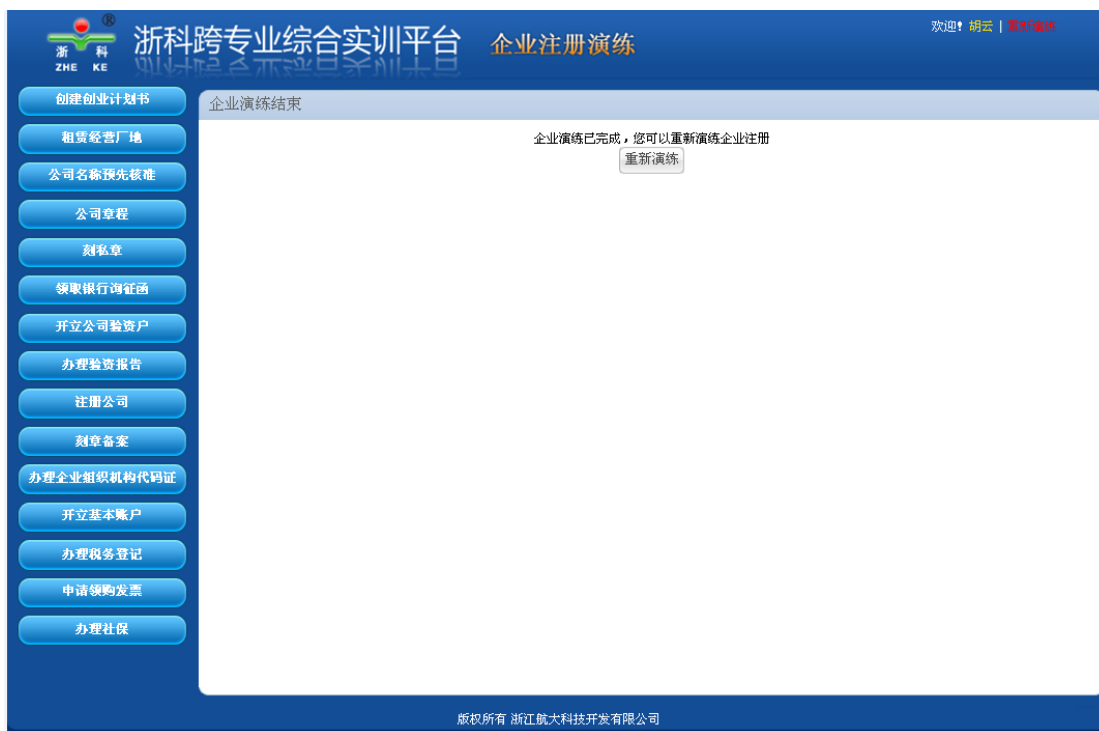 浙 科
ZHE KE
®
浙科跨专业综合实训平台
企业注册演练
欢迎! 胡云 | 重新演练
创建创业计划书
租赁经营厂地
公司名称预先核准
公司章程
刻私章
领取银行询征函
开立公司验资户
办理验资报告
注册公司
刻章备案
办理企业组织机构代码证
开立基本账户
办理税务登记
申请领购发票
办理社保
企业演练结束
企业演练已完成，您可以重新演练企业注册
重新演练
版权所有 浙江航大科技开发有限公司